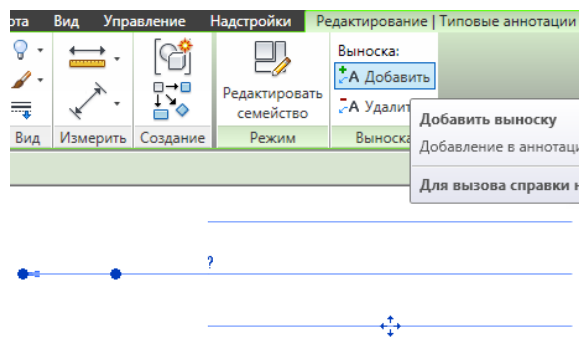 ота Вид Управление Надстройки Редактирование | Типовые аннотации
Выноска:
А Добавить
Редактировать
семейство
А Удалит
Вид Измерить Создание Режим Выноска
Добавить выноску
Добавление в аннотаци
Для вызова справки н
?